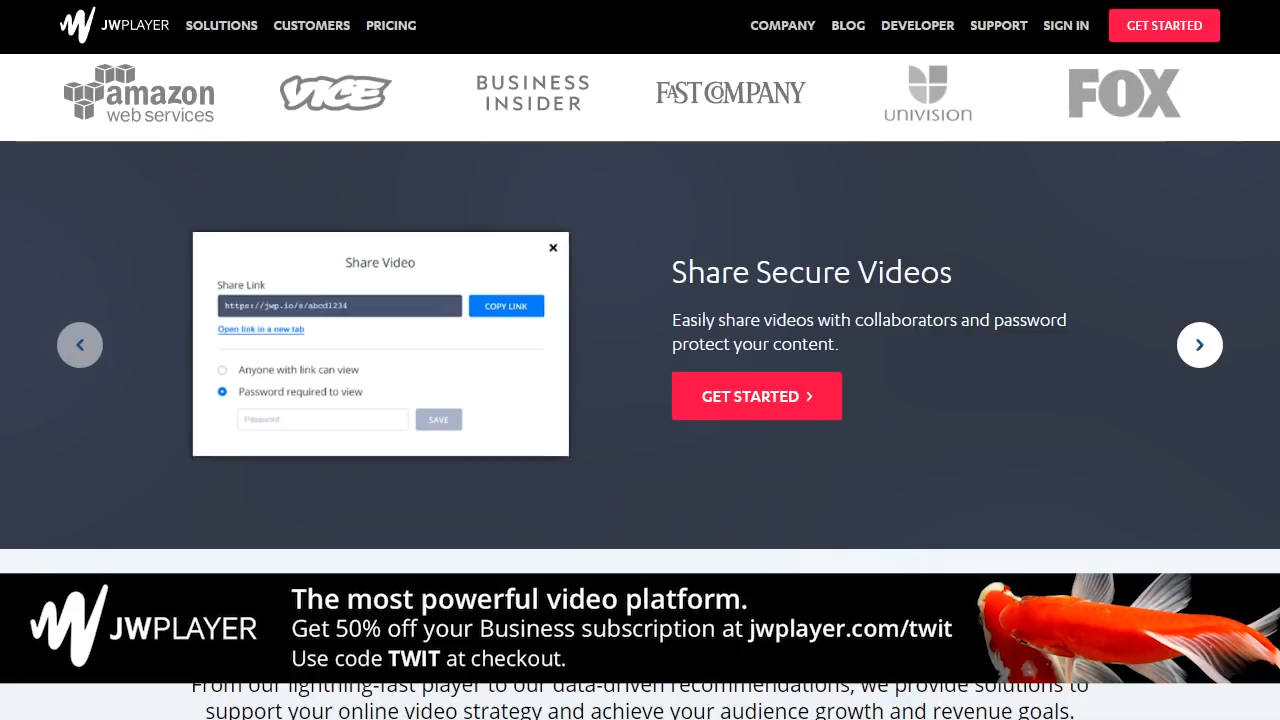 JWPLAYER SOLUTIONS CUSTOMERS PRICING COMPANY BLOG DEVELOPER SUPPORT SIGN IN GET STARTED
amazon web services
VICE
BUSINESS INSIDER
FAST COMPANY
UNIVISION
FOX
Share Video
Share Link
https://jwp.io/s/abcd1234 COPY LINK
Open link in a new tab
Anyone with link can view
Password required to view
Password SAVE
Share Secure Videos
Easily share videos with collaborators and password
protect your content.
GET STARTED
JWPLAYER
The most powerful video platform.
Get 50% off your Business subscription at jwplayer.com/twit
Use code TWIT at checkout.
From our lightning-fast player to our data-driven recommendations, we provide solutions to
support your online video strategy and achieve your audience growth and revenue goals.